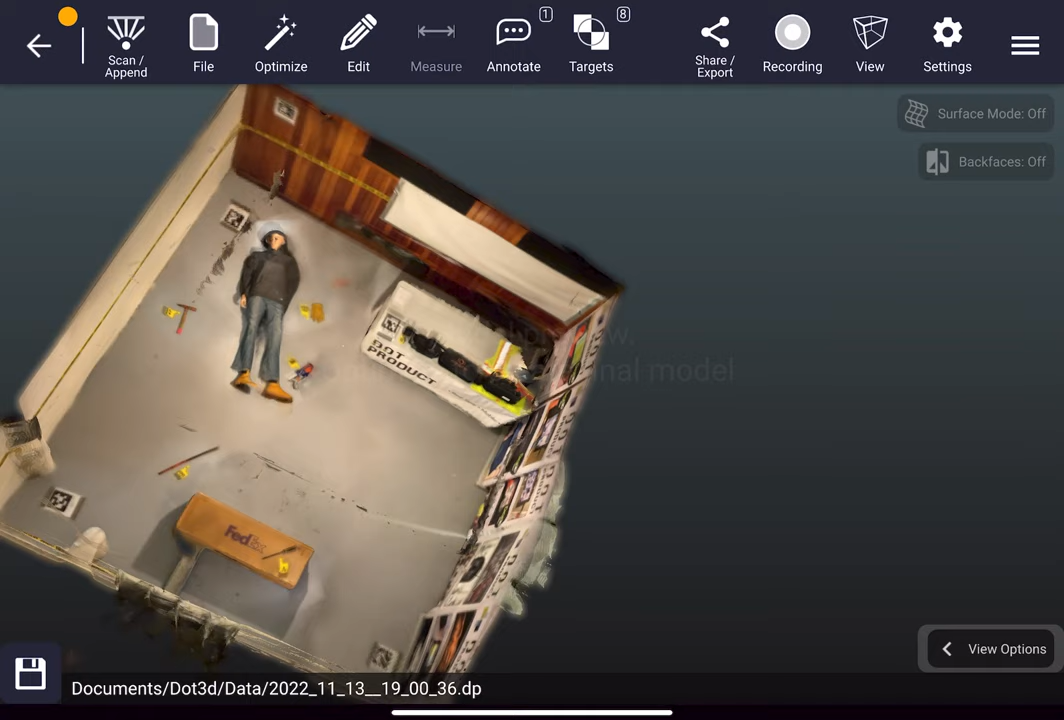 1
8
Scan /
Append
File
Optimize
Edit
Measure
Annotate
Targets
Share /
Export
Recording
View
Settings
Surface Mode: Off
Backfaces: Off
DOT
PRODUCT
FedEx
View Options
Documents/Dot3d/Data/2022_11_13__19_00_36.dp